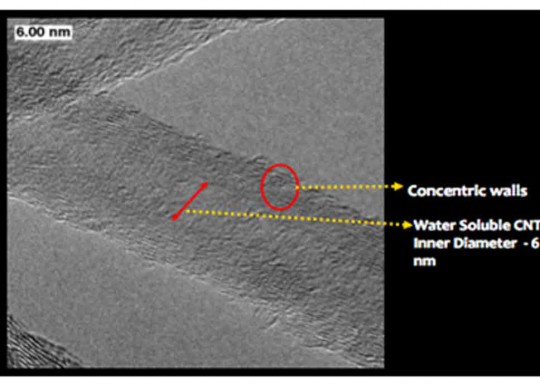 6.00 nm
Concentric walls
Water Soluble CNT
Inner Diameter - 6
nm